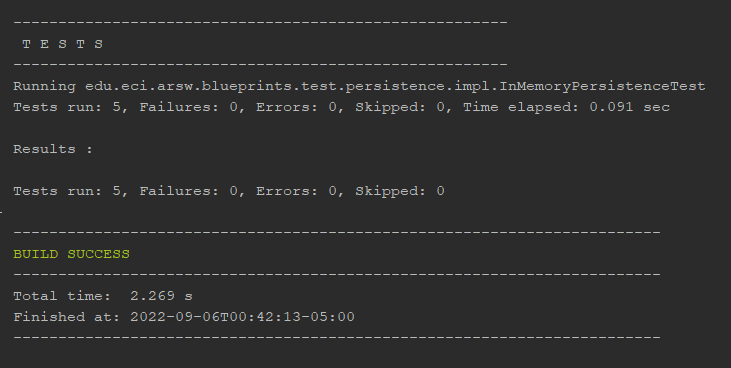 -------------------------------------------------------
T E S T S
-------------------------------------------------------
Running edu.eci.arsw.blueprints.test.persistence.impl.InMemoryPersistenceTest
Tests run: 5, Failures: 0, Errors: 0, Skipped: 0, Time elapsed: 0.091 sec
Results :
Tests run: 5, Failures: 0, Errors: 0, Skipped: 0
------------------------------------------------------------------------
BUILD SUCCESS
------------------------------------------------------------------------
Total time:  2.269 s
Finished at: 2022-09-06T00:42:13-05:00
------------------------------------------------------------------------